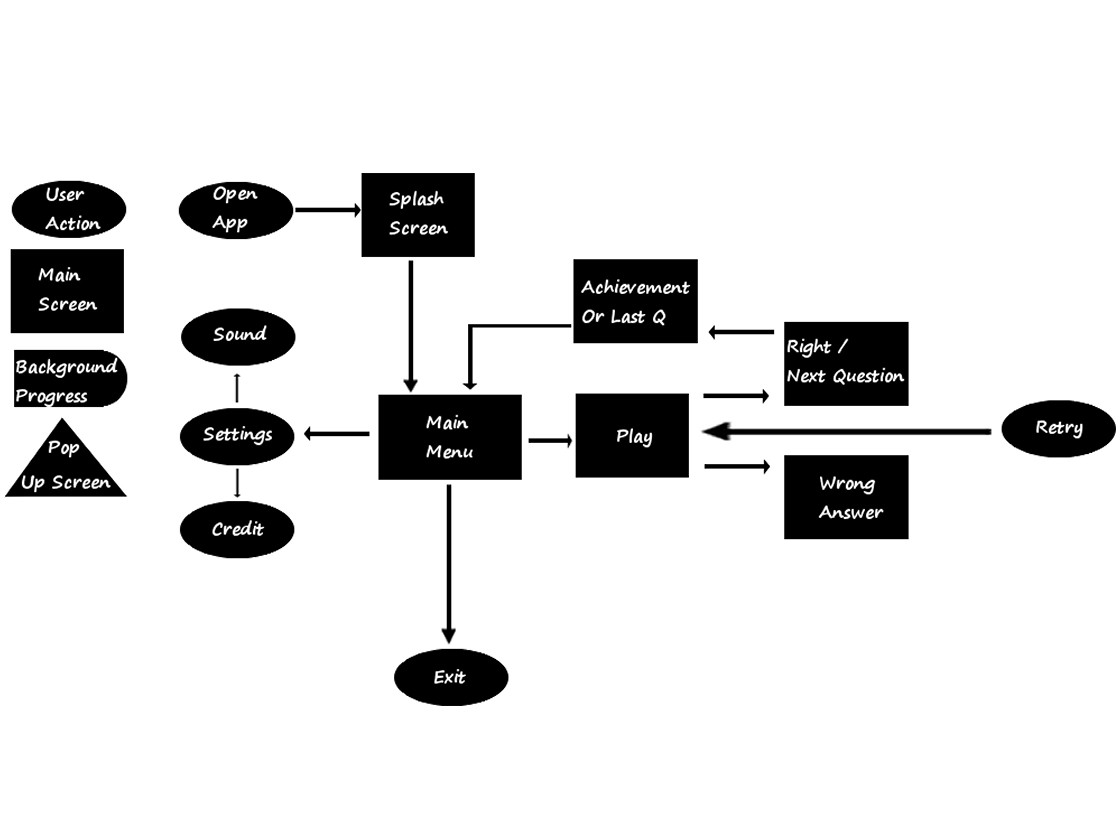 User
Action
Main
Screen
Background
Progress
Pop
Up Screen
Open
App
Splash
Screen
Sound
Settings
Credit
Main
Menu
Exit
Achievement
Or Last Q
Play
Right /
Next Question
Wrong
Answer
Retry